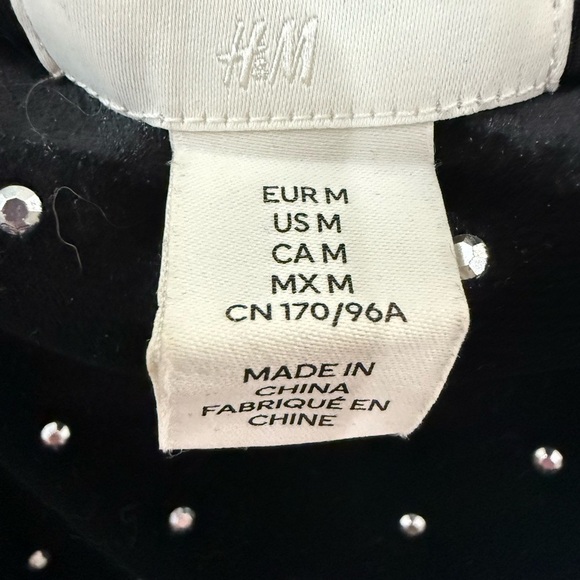 H&M
EUR M
US M
CA M
MX M
CN 170/96A
MADE IN
CHINA
FABRIQUÉ EN
CHINE